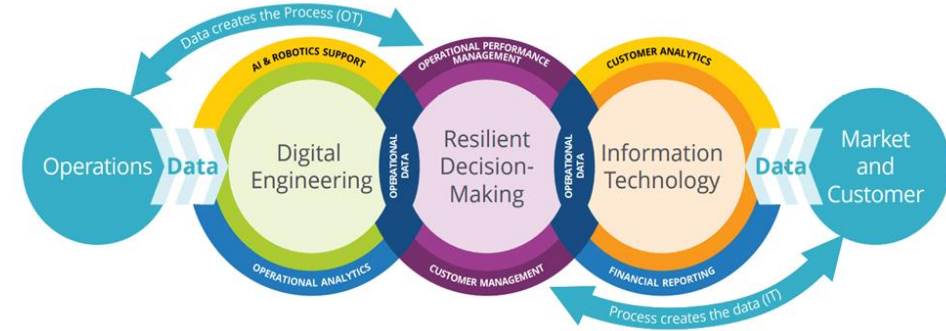 Data creates the Process (OT)
AI & ROBOTICS SUPPORT
OPERATIONAL PERFORMANCE
MANAGEMENT
CUSTOMER ANALYTICS
Operations
Data
Digital
Engineering
OPERATIONAL
DATA
Resilient
Decision-
Making
OPERATIONAL
DATA
Information
Technology
Data
Market
and
Customer
OPERATIONAL ANALYTICS
CUSTOMER MANAGEMENT
FINANCIAL REPORTING
Process creates the data (IT)